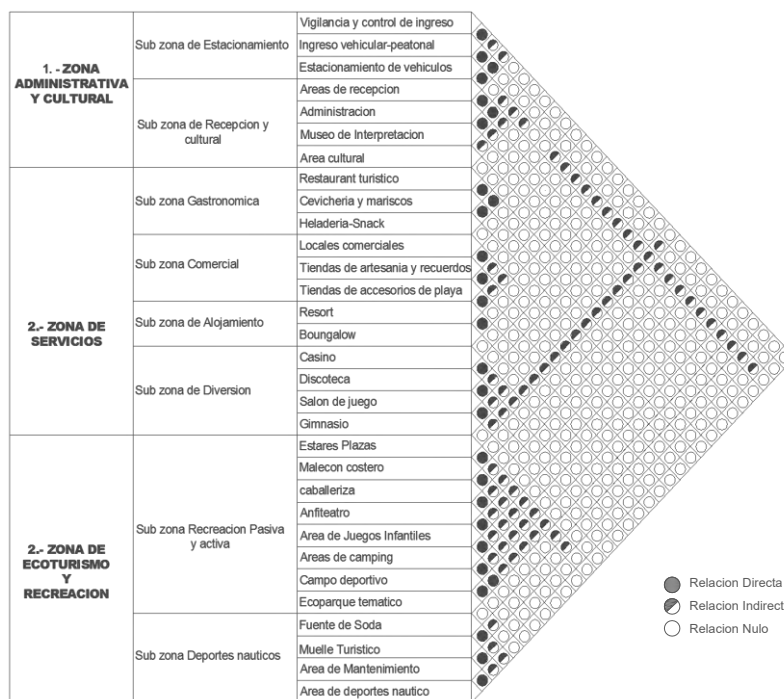 1. - ZONA
ADMINISTRATIVA
Y CULTURAL
Sub zona de Estacionamiento
Vigilancia y control de ingreso
Ingreso vehicular-peatonal
Estacionamiento de vehiculos
Sub zona de Recepcion y
cultural
Areas de recepcion
Administracion
Museo de Interpretacion
Area cultural
2.- ZONA DE
SERVICIOS
Sub zona Gastronomica
Restaurant turistico
Cevicheria y mariscos
Heladeria-Snack
Sub zona Comercial
Locales comerciales
Tiendas de artesania y recuerdos
Tiendas de accesorios de playa
Sub zona de Alojamiento
Resort
Boungalow
Sub zona de Diversion
Casino
Discoteca
Salon de juego
Gimnasio
2.- ZONA DE
ECOTURISMO
Y
RECREACION
Sub zona Recreacion Pasiva
y activa
Estares Plazas
Malecon costero
caballeriza
Anfiteatro
Area de Juegos Infantiles
Areas de camping
Campo deportivo
Ecoparque tematico
Sub zona Deportes nauticos
Fuente de Soda
Muelle Turistico
Area de Mantenimiento
Area de deportes nautico
Relacion Directa
Relacion Indirect
Relacion Nulo